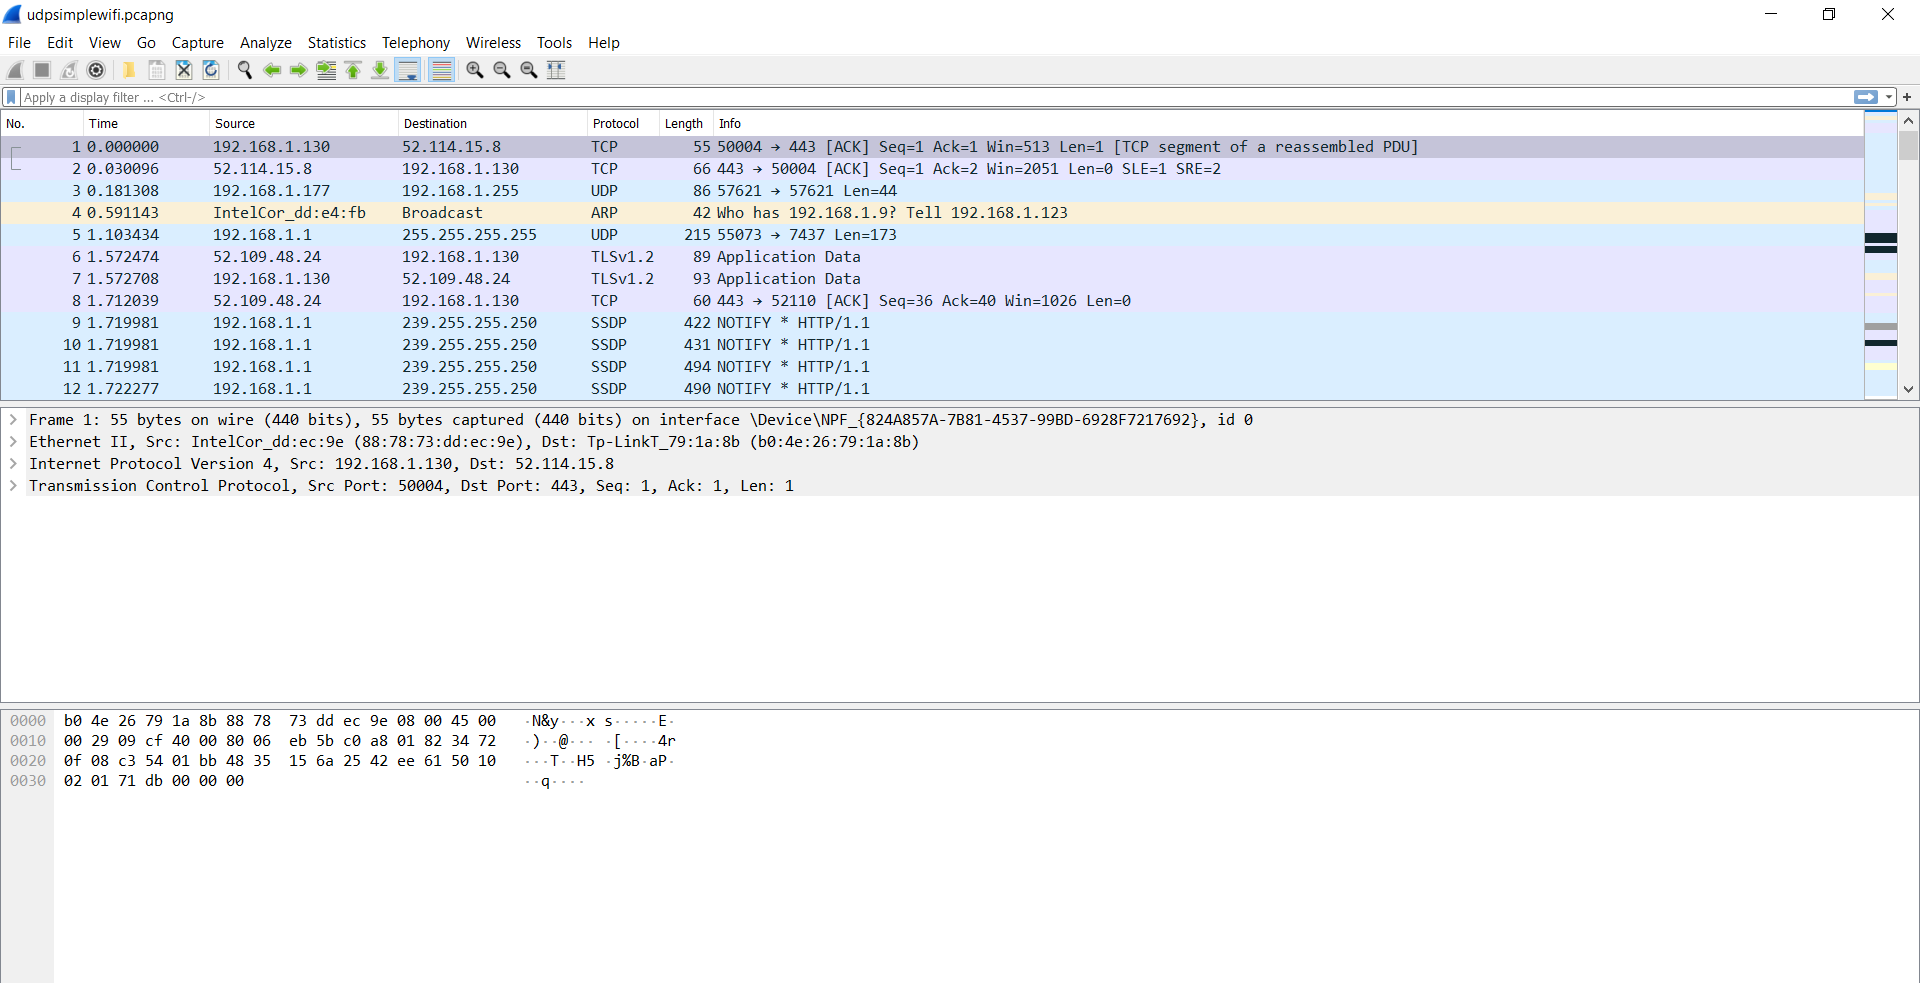 udpsimplewifi.pcapng
File Edit View Go Capture Analyze Statistics Telephony Wireless Tools Help
Apply a display filter ... <Ctrl-/>
No. Time Source Destination Protocol Length Info
1 0.000000 192.168.1.130 52.114.15.8 TCP 55 50004 → 443 [ACK] Seq=1 Ack=1 Win=513 Len=1 [TCP segment of a reassembled PDU]
2 0.030096 52.114.15.8 192.168.1.130 TCP 66 443 → 50004 [ACK] Seq=1 Ack=2 Win=2051 Len=0 SLE=1 SRE=2
3 0.181308 192.168.1.177 192.168.1.255 UDP 86 57621 → 57621 Len=44
4 0.591143 IntelCor_dd:e4:fb Broadcast ARP 42 Who has 192.168.1.9? Tell 192.168.1.123
5 1.103434 192.168.1.1 255.255.255.255 UDP 215 55073 → 7437 Len=173
6 1.572474 52.109.48.24 192.168.1.130 TLSv1.2 89 Application Data
7 1.572708 192.168.1.130 52.109.48.24 TLSv1.2 93 Application Data
8 1.712039 52.109.48.24 192.168.1.130 TCP 60 443 → 52110 [ACK] Seq=36 Ack=40 Win=1026 Len=0
9 1.719981 192.168.1.1 239.255.255.250 SSDP 422 NOTIFY * HTTP/1.1
10 1.719981 192.168.1.1 239.255.255.250 SSDP 431 NOTIFY * HTTP/1.1
11 1.719981 192.168.1.1 239.255.255.250 SSDP 494 NOTIFY * HTTP/1.1
12 1.722277 192.168.1.1 239.255.255.250 SSDP 490 NOTIFY * HTTP/1.1
Frame 1: 55 bytes on wire (440 bits), 55 bytes captured (440 bits) on interface \Device\NPF_{824A857A-7B81-4537-99BD-6928F7217692}, id 0
Ethernet II, Src: IntelCor_dd:ec:9e (88:78:73:dd:ec:9e), Dst: Tp-LinkT_79:1a:8b (b0:4e:26:79:1a:8b)
Internet Protocol Version 4, Src: 192.168.1.130, Dst: 52.114.15.8
Transmission Control Protocol, Src Port: 50004, Dst Port: 443, Seq: 1, Ack: 1, Len: 1
0000 b0 4e 26 79 1a 8b 88 78 73 dd ec 9e 08 00 45 00 ·N&y···x s·····E·
0010 00 29 09 cf 40 00 80 06 eb 5b c0 a8 01 82 34 72 ·)··@··· ·[····4r
0020 0f 08 c3 54 01 bb 48 35 15 6a 25 42 ee 61 50 10 ···T··H5 ·j%B·aP·
0030 02 01 71 db 00 00 00 ··q····